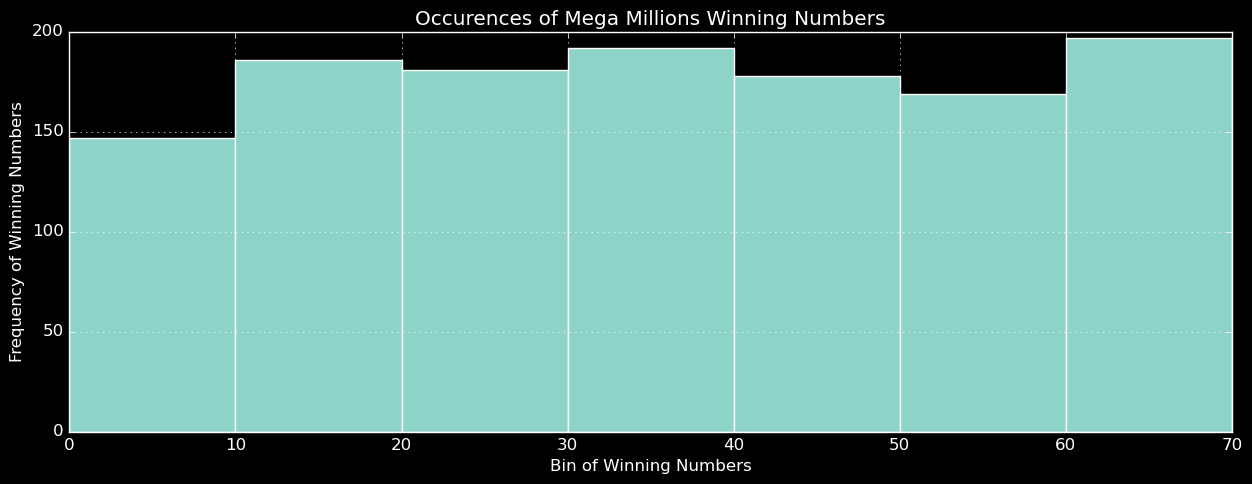 Occurences of Mega Millions Winning Numbers
200
150
100
50
0
Frequency of Winning Numbers
0 10 20 30 40 50 60 70
Bin of Winning Numbers